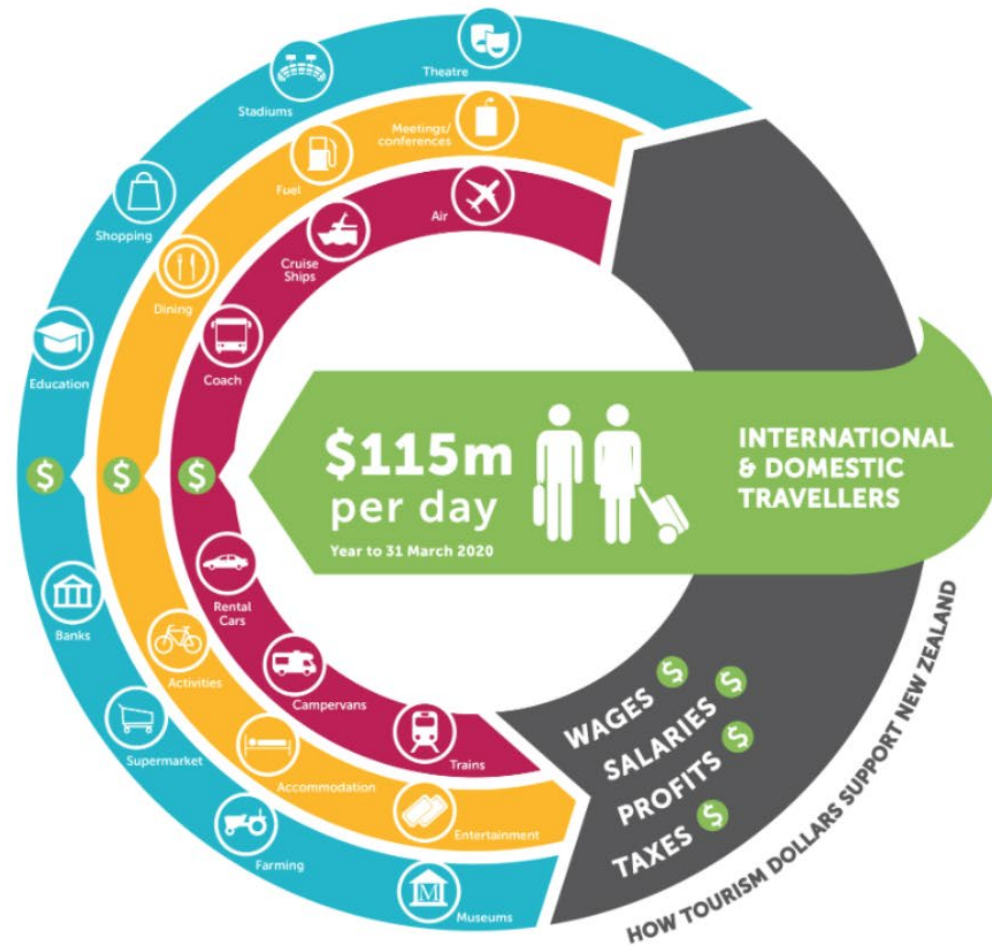 Theatre
Stadiums
Shopping
Education
$
Banks
Supermarket
Farming
Museums
Meetings/
conferences
Fuel
Dining
$
Activities
Accommodation
Entertainment
Air
Cruise
Ships
Coach
$
Rental
Cars
Campervans
Trains
$115m
per day
Year to 31 March 2020
INTERNATIONAL
& DOMESTIC
TRAVELLERS
WAGES $
SALARIES $
PROFITS $
TAXES $
HOW TOURISM DOLLARS SUPPORT NEW ZEALAND
M